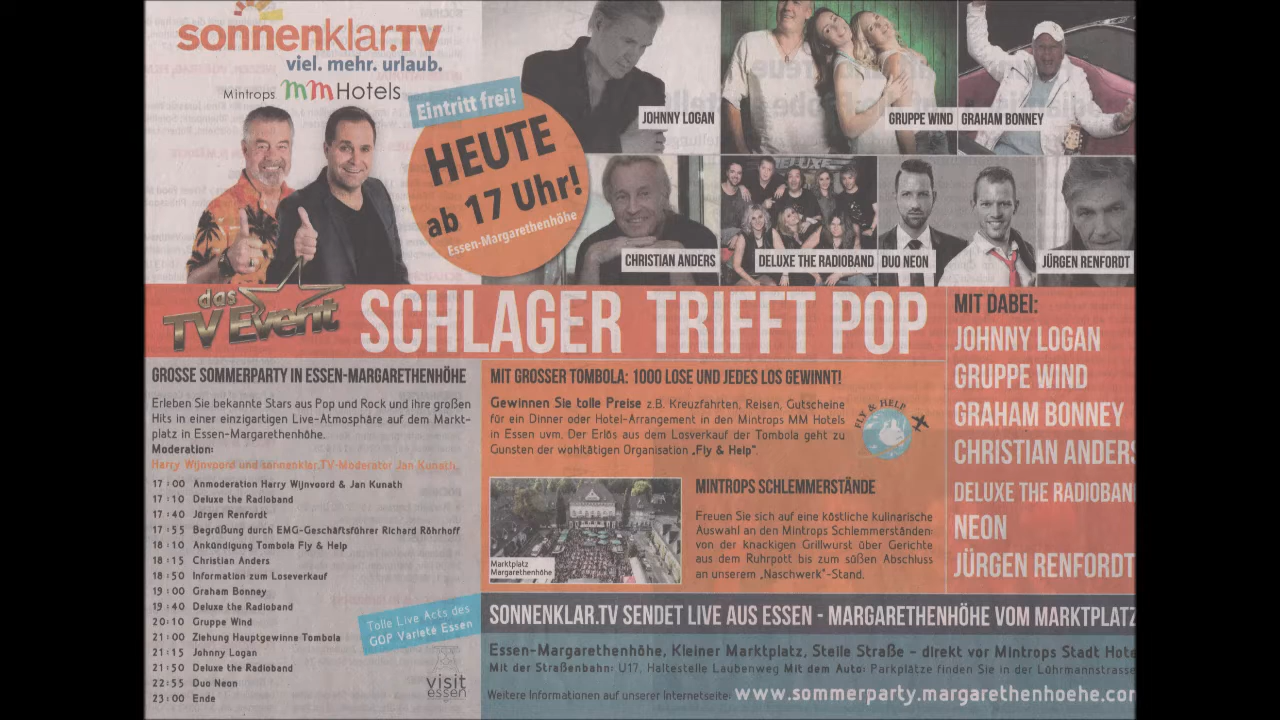 sonnenklar.TV
viel. mehr. urlaub.
Mintrops MM Hotels
Eintritt frei!
HEUTE
ab 17 Uhr!
Essen-Margarethenhöhe
JOHNNY LOGAN
GRUPPE WIND
GRAHAM BONNEY
CHRISTIAN ANDERS
DELUXE
DELUXE THE RADIOBAND
DUO NEON
JÜRGEN RENFORDT
das
TV Event
SCHLAGER TRIFFT POP
GROSSE SOMMERPARTY IN ESSEN-MARGARETHENHÖHE
Erleben Sie bekannte Stars aus Pop und Rock und ihre großen
Hits in einer einzigartigen Live-Atmosphäre auf dem Markt-
platz in Essen-Margarethenhöhe.
Moderation:
Harry Wijnvoord und sonnenklar.TV-Moderator Jan Kunath.
17:00 Anmoderation Harry Wijnvoord & Jan Kunath
17:10 Deluxe the Radioband
17:40 Jürgen Renfordt
17:55 Begrüßung durch EMG-Geschäftsführer Richard Röhrhoff
18:10 Ankündigung Tombola Fly & Help
18:15 Christian Anders
18:50 Information zum Loseverkauf
19:00 Graham Bonney
19:40 Deluxe the Radioband
20:10 Gruppe Wind
21:00 Ziehung Hauptgewinne Tombola
21:15 Johnny Logan
21:50 Deluxe the Radioband
22:55 Duo Neon
23:00 Ende
Tolle Live Acts des
GOP Varieté Essen
visit
essen
MIT GROSSER TOMBOLA: 1000 LOSE UND JEDES LOS GEWINNT!
Gewinnen Sie tolle Preise z.B. Kreuzfahrten, Reisen, Gutscheine
für ein Dinner oder Hotel-Arrangement in den Mintrops MM Hotels
in Essen uvm. Der Erlös aus dem Losverkauf der Tombola geht zu
Gunsten der wohltätigen Organisation „Fly & Help".
FLY & HELP
Marktplatz
Margarethenhöhe
MINTROPS SCHLEMMERSTÄNDE
Freuen Sie sich auf eine köstliche kulinarische
Auswahl an den Mintrops Schlemmerständen:
von der knackigen Grillwurst über Gerichte
aus dem Ruhrpott bis zum süßen Abschluss
an unserem „Naschwerk"-Stand.
MIT DABEI:
JOHNNY LOGAN
GRUPPE WIND
GRAHAM BONNEY
CHRISTIAN ANDERS
DELUXE THE RADIOBAN
NEON
JÜRGEN RENFORDT
SONNENKLAR.TV SENDET LIVE AUS ESSEN - MARGARETHENHÖHE VOM MARKTPLATZ
Essen-Margarethenhöhe, Kleiner Marktplatz, Steile Straße – direkt vor Mintrops Stadt Hote
Mit der Straßenbahn: U17, Haltestelle Laubenweg Mit dem Auto: Parkplätze finden Sie in der Lührmannstrasse
Weitere Informationen auf unserer Internetseite: www.sommerparty.margarethenhoehe.com